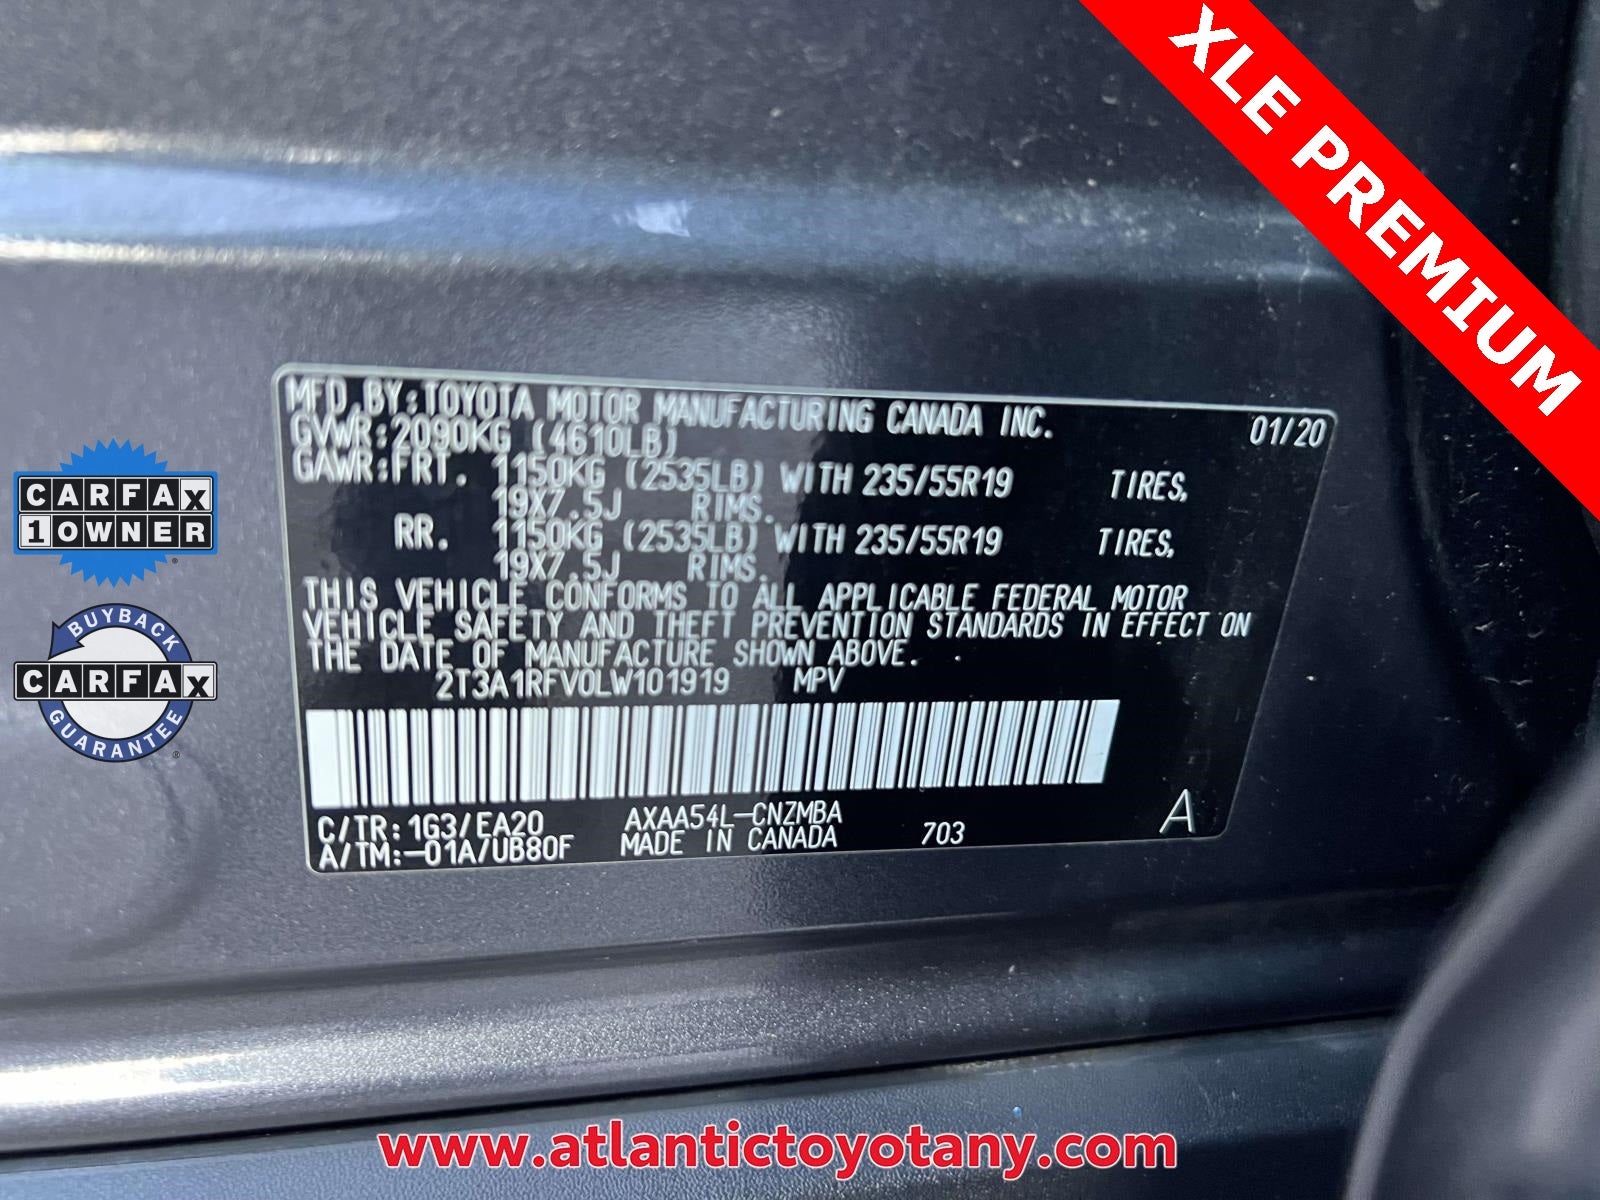 XLE PREMIUM
MFD.BY:TOYOTA MOTOR MANUFACTURING CANADA INC. 01/20
GVWR:2090KG (4610LB)
GAWR:FRT. 1150KG (2535LB) WITH 235/55R19 TIRES,
19X7.5J RIMS.
RR. 1150KG (2535LB) WITH 235/55R19 TIRES,
19X7.5J RIMS.
THIS VEHICLE CONFORMS TO ALL APPLICABLE FEDERAL MOTOR
VEHICLE SAFETY AND THEFT PREVENTION STANDARDS IN EFFECT ON
THE DATE OF MANUFACTURE SHOWN ABOVE.
2T3A1RFV0LW101919 MPV
C/TR:1G3/EA20 AXAA54L-CNZMBA
A/TM:-01A/UB80F MADE IN CANADA 703 A
CARFAX
1 OWNER
BUYBACK
CARFAX
GUARANTEE
www.atlantictoyotany.com